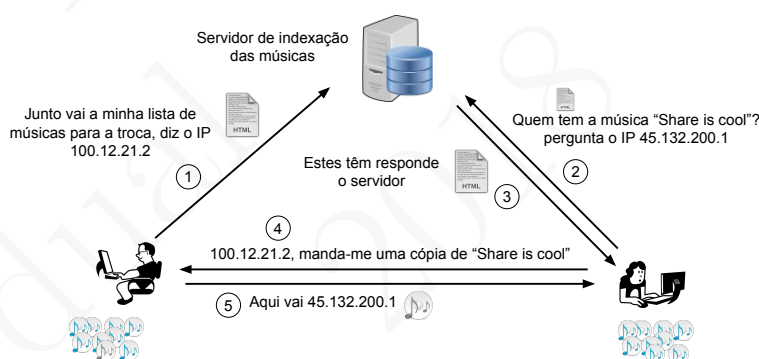 Servidor de indexação
das músicas
Junto vai a minha lista de
músicas para a troca, diz o IP
100.12.21.2
HTML
1
HTML
Quem tem a música “Share is cool”?
pergunta o IP 45.132.200.1
2
Estes têm responde
o servidor
HTML
3
4
100.12.21.2, manda-me uma cópia de “Share is cool”
5
Aqui vai 45.132.200.1
2018